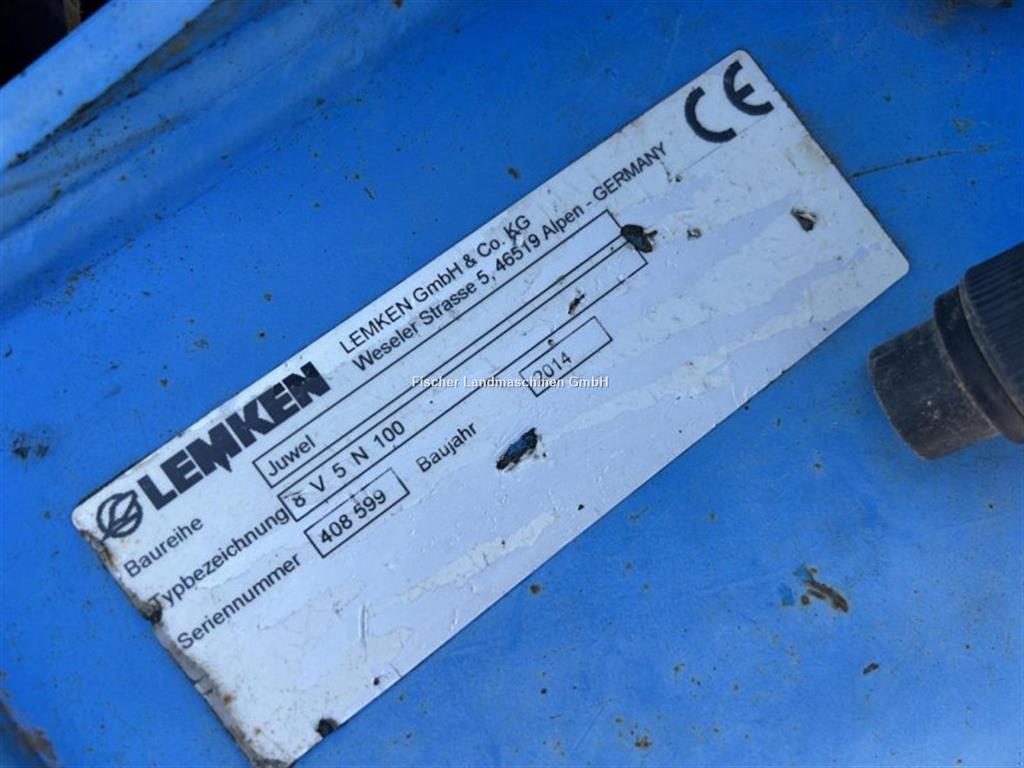 CE
LEMKEN LEMKEN GmbH & Co. KG
Weseler Strasse 5, 46519 Alpen - GERMANY
Baureihe Juwel
Typbezeichnung 8 V 5 N 100
Seriennummer 408 599 Baujahr 2014
Fischer Landmaschinen GmbH